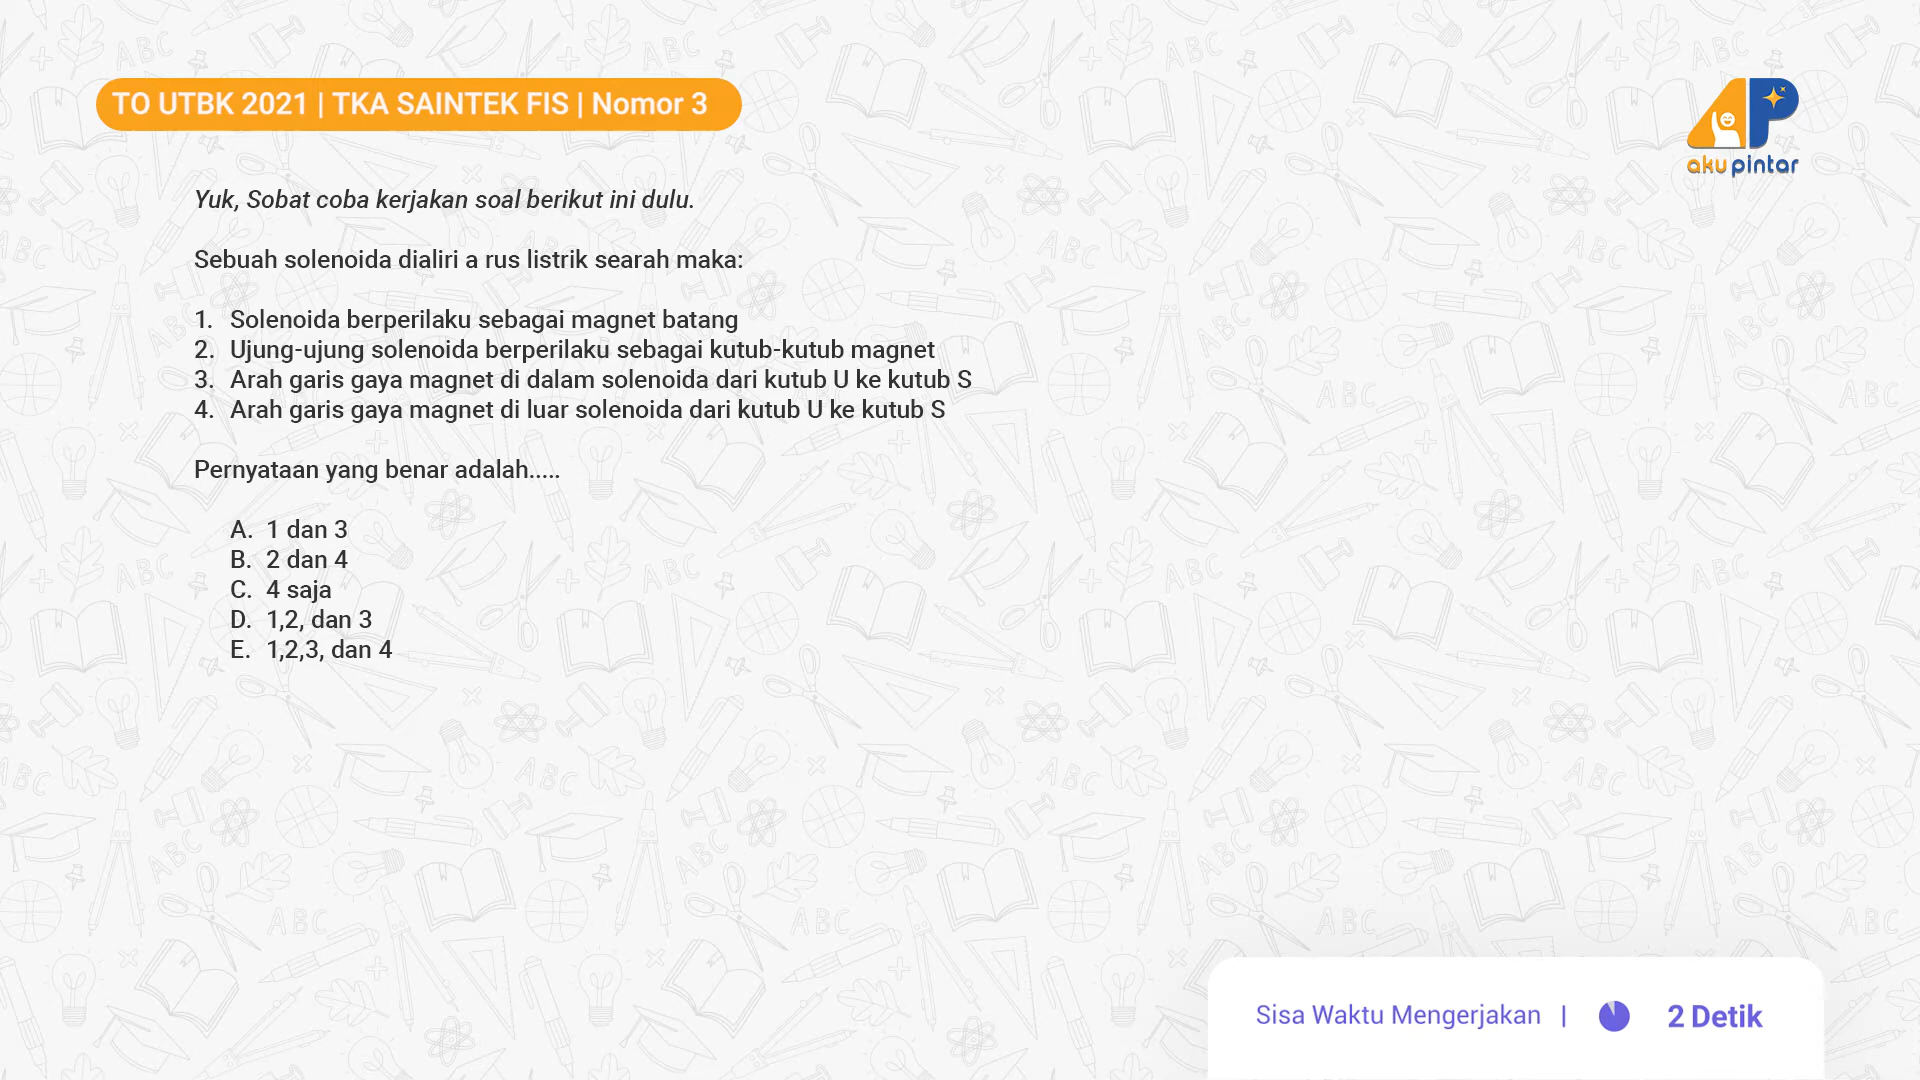 TO UTBK 2021 | TKA SAINTEK FIS | Nomor 3
aku pintar
Yuk, Sobat coba kerjakan soal berikut ini dulu.
Sebuah solenoida dialiri a rus listrik searah maka:
1. Solenoida berperilaku sebagai magnet batang
2. Ujung-ujung solenoida berperilaku sebagai kutub-kutub magnet
3. Arah garis gaya magnet di dalam solenoida dari kutub U ke kutub S
4. Arah garis gaya magnet di luar solenoida dari kutub U ke kutub S
Pernyataan yang benar adalah.....
A. 1 dan 3
B. 2 dan 4
C. 4 saja
D. 1,2, dan 3
E. 1,2,3, dan 4
Sisa Waktu Mengerjakan | 2 Detik